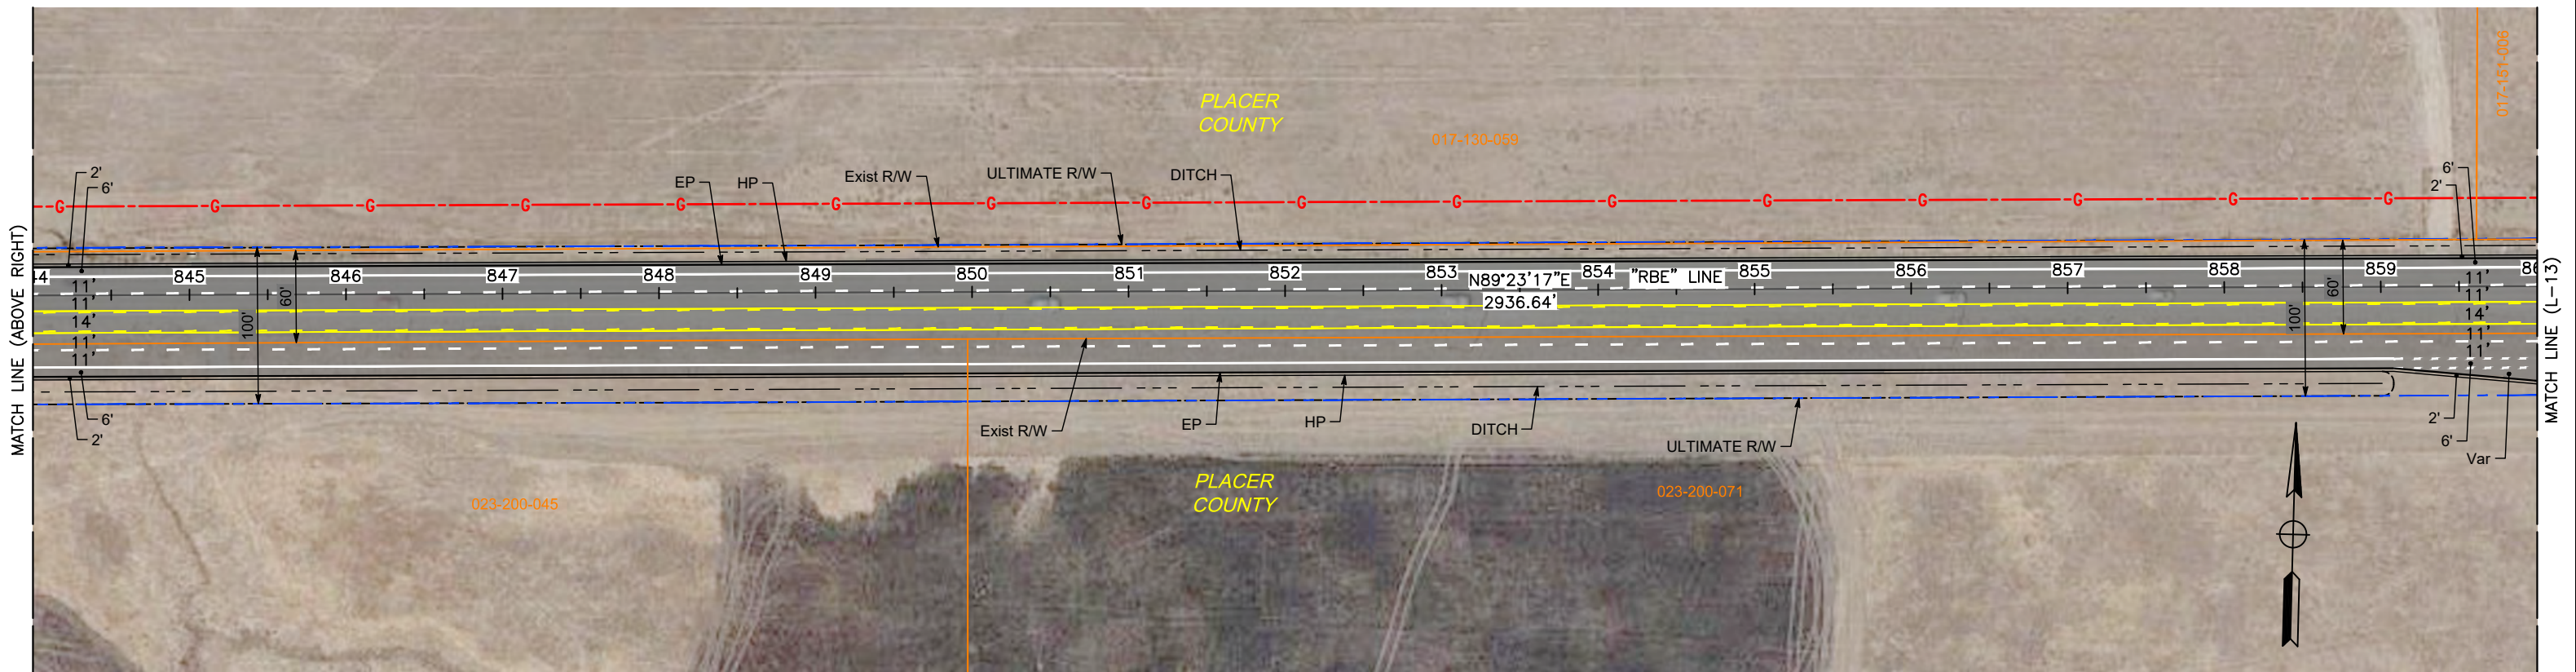 MATCH LINE (ABOVE RIGHT)
MATCH LINE (L-13)
PLACER
COUNTY
017-130-059
017-151-006
2'
6'
EP
HP
Exist R/W
ULTIMATE R/W
DITCH
6'
2'
G G G G G G G G G G G G G G G G
845 846 847 848 849 850 851 852 853 854 855 856 857 858 859
N89°23'17"E
"RBE" LINE
2936.64'
11'
11'
14'
11'
11'
100'
60'
100'
60'
11'
11'
14'
11'
11'
6'
2'
Exist R/W
EP
HP
DITCH
ULTIMATE R/W
2'
6'
Var
PLACER
COUNTY
023-200-045
023-200-071